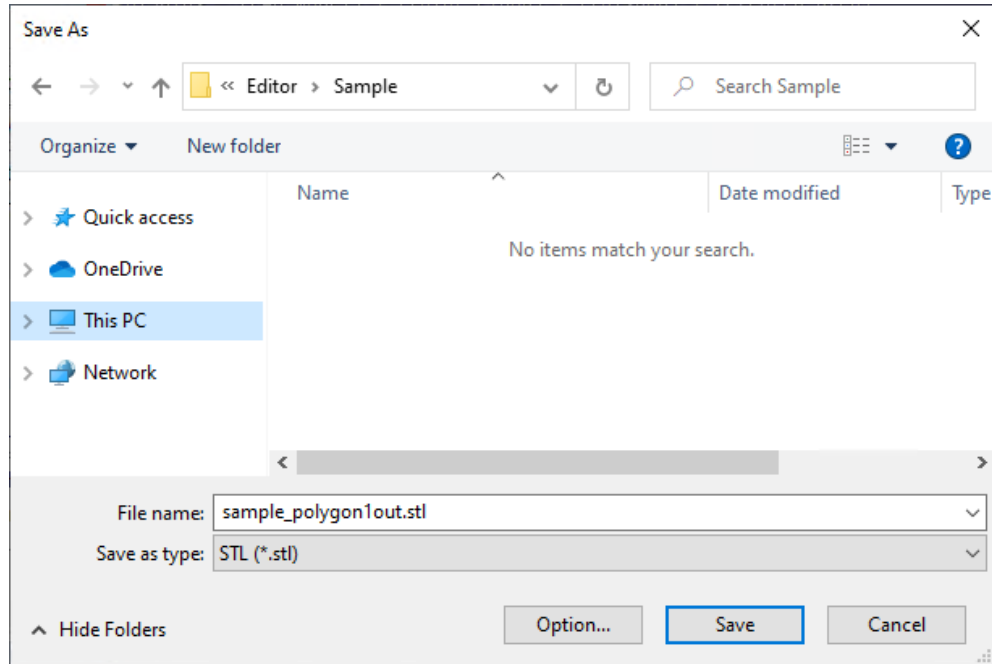 Save As
« Editor > Sample
Search Sample
Organize
New folder
?
Name
Date modified
Type
Quick access
No items match your search.
OneDrive
This PC
Network
File name: sample_polygon1out.stl
Save as type: STL (*.stl)
Hide Folders
Option...
Save
Cancel